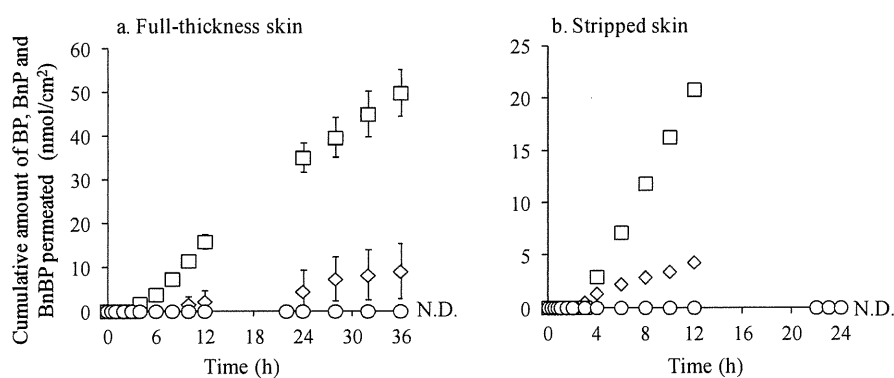 a. Full-thickness skin
b. Stripped skin
Cumulative amount of BP, BnP and
BnBP permeated (nmol/cm²)
60
50
40
30
20
10
0
0 6 12 18 24 30 36
N.D.
Time (h)
25
20
15
10
5
0
0 4 8 12 16 20 24
N.D.
Time (h)